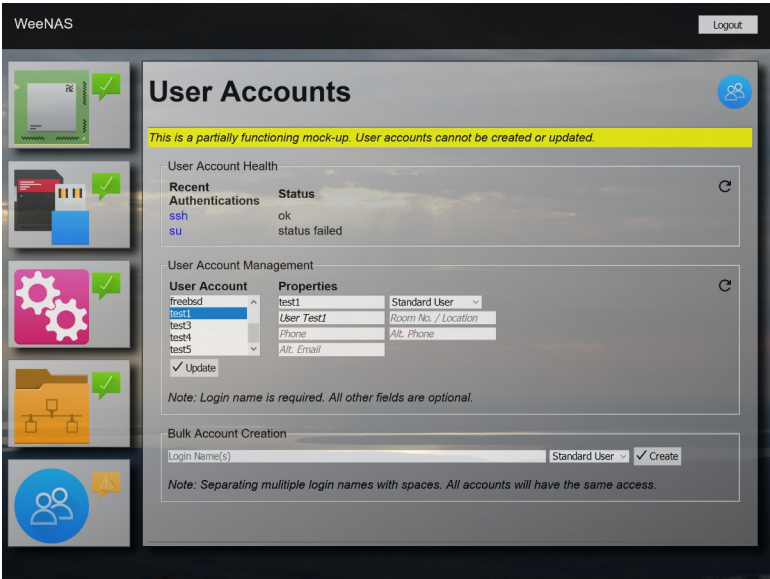 WeeNAS
Logout
User Accounts
This is a partially functioning mock-up. User accounts cannot be created or updated.
User Account Health
Recent Authentications Status
ssh ok
su status failed
User Account Management
User Account Properties
freebsd
test1
test3
test4
test5
test1 Standard User
User Test1 Room No. / Location
Phone Alt. Phone
Alt. Email
Update
Note: Login name is required. All other fields are optional.
Bulk Account Creation
Login Name(s) Standard User Create
Note: Separating mulitiple login names with spaces. All accounts will have the same access.